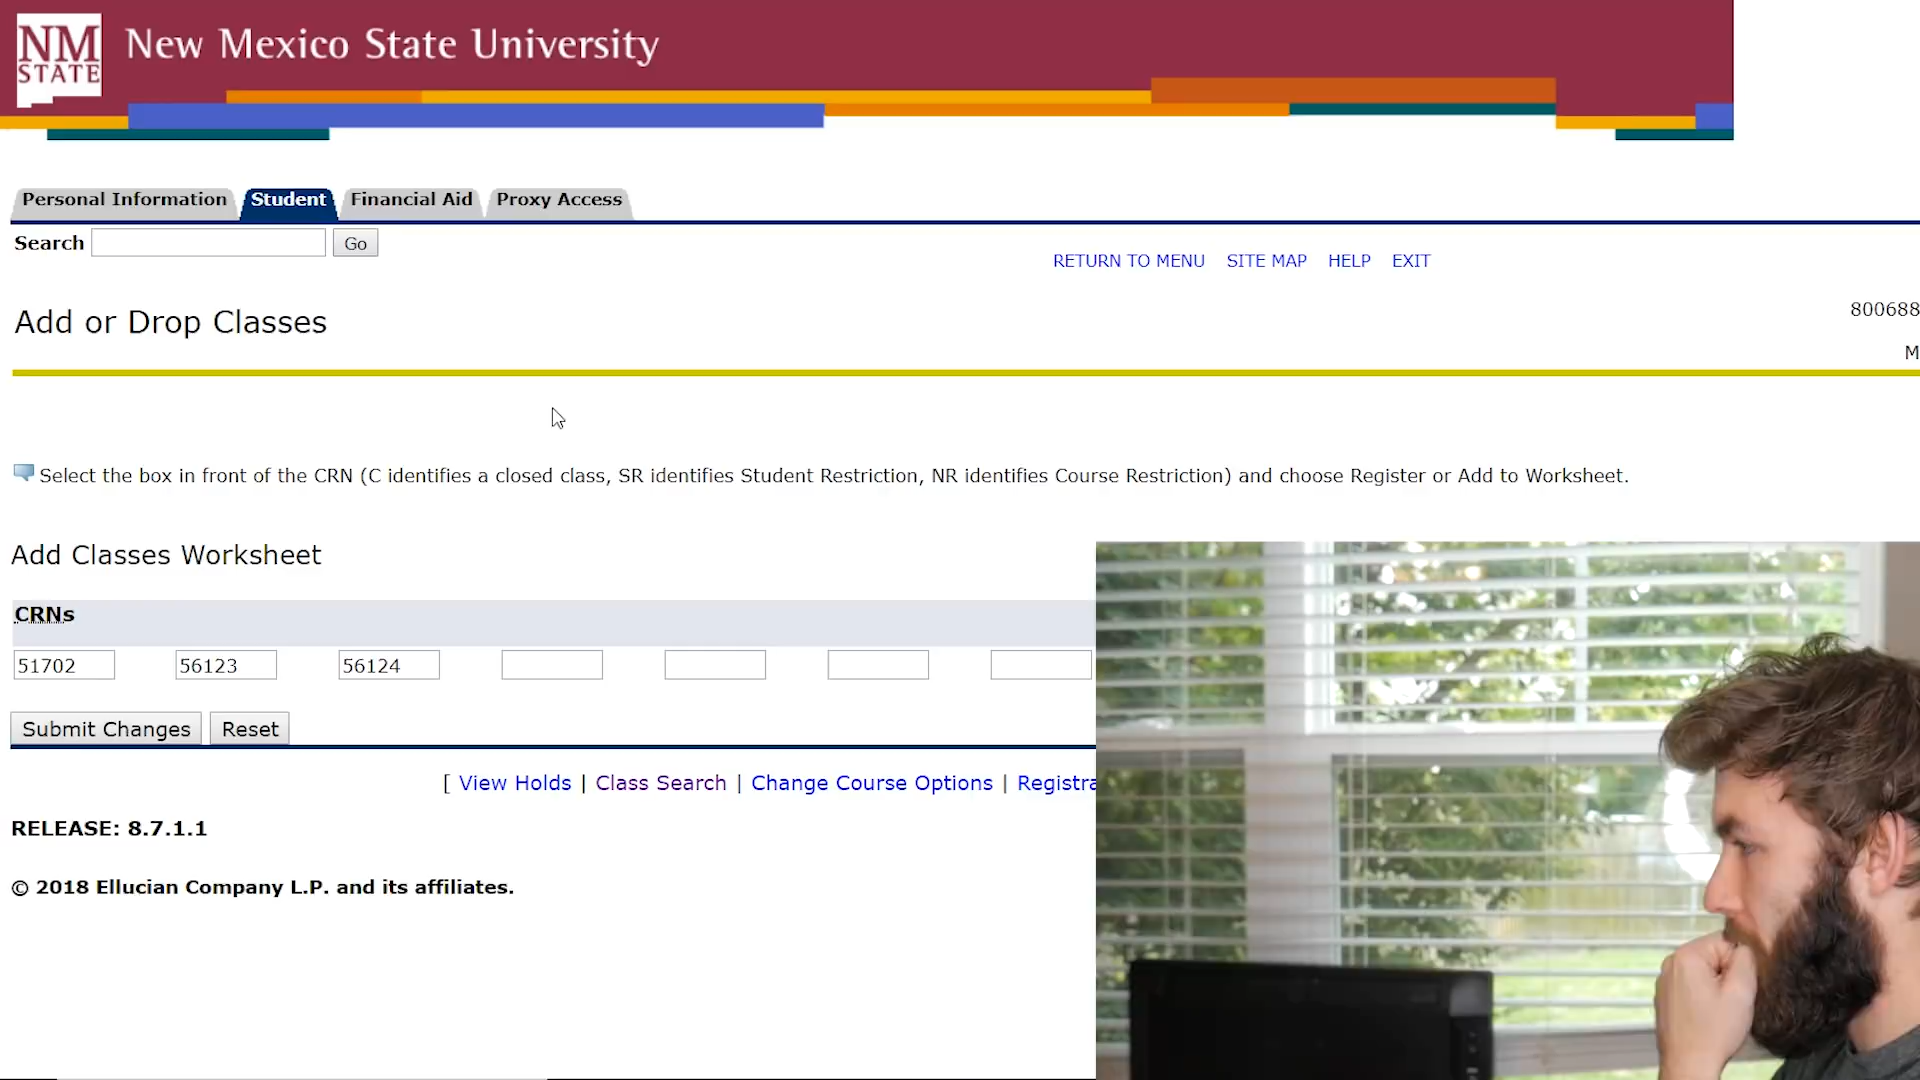 NM
STATE
New Mexico State University
Personal Information
Student
Financial Aid
Proxy Access
Search
Go
RETURN TO MENU
SITE MAP
HELP
EXIT
Add or Drop Classes
800688
M
Select the box in front of the CRN (C identifies a closed class, SR identifies Student Restriction, NR identifies Course Restriction) and choose Register or Add to Worksheet.
Add Classes Worksheet
CRNs
51702
56123
56124
Submit Changes
Reset
[ View Holds | Class Search | Change Course Options | Registra
RELEASE: 8.7.1.1
© 2018 Ellucian Company L.P. and its affiliates.